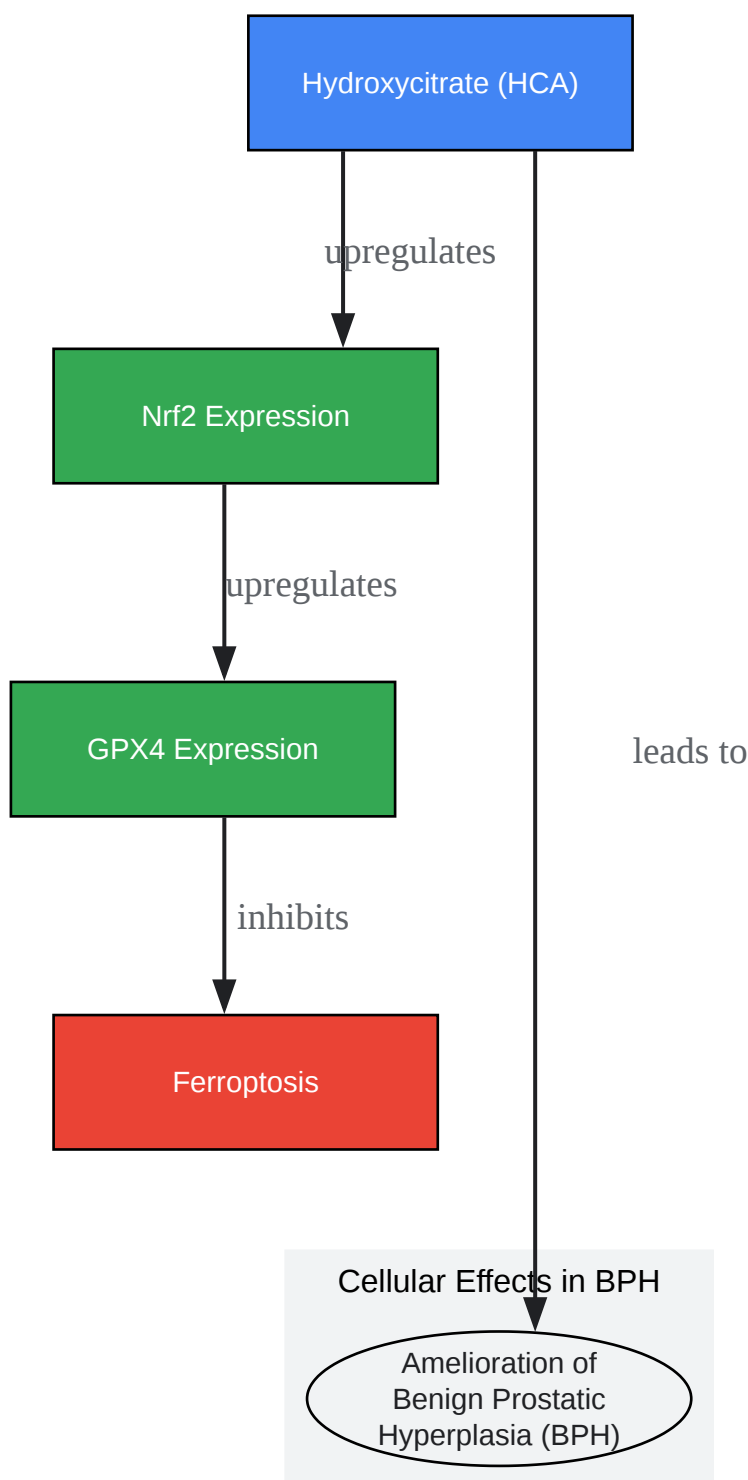 Hydroxycitrate (HCA)
upregulates
Nrf2 Expression
upregulates
GPX4 Expression
leads to
inhibits
Ferroptosis
Cellular Effects in BPH
Amelioration of
Benign Prostatic
Hyperplasia (BPH)